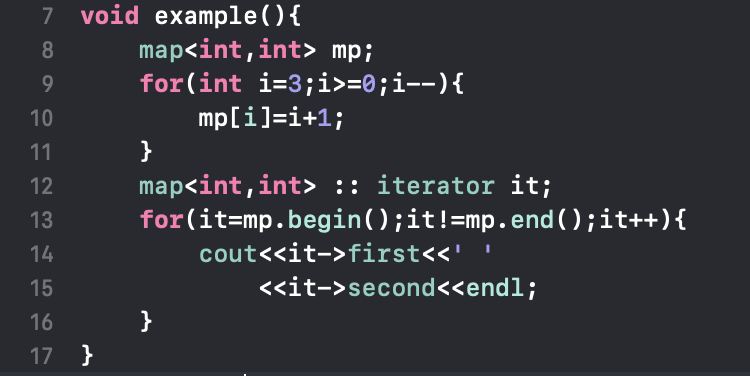 7 void example(){
8     map<int,int> mp;
9     for(int i=3;i>=0;i--){
10         mp[i]=i+1;
11     }
12     map<int,int> :: iterator it;
13     for(it=mp.begin();it!=mp.end();it++){
14         cout<<it->first<<' '
15             <<it->second<<endl;
16     }
17 }